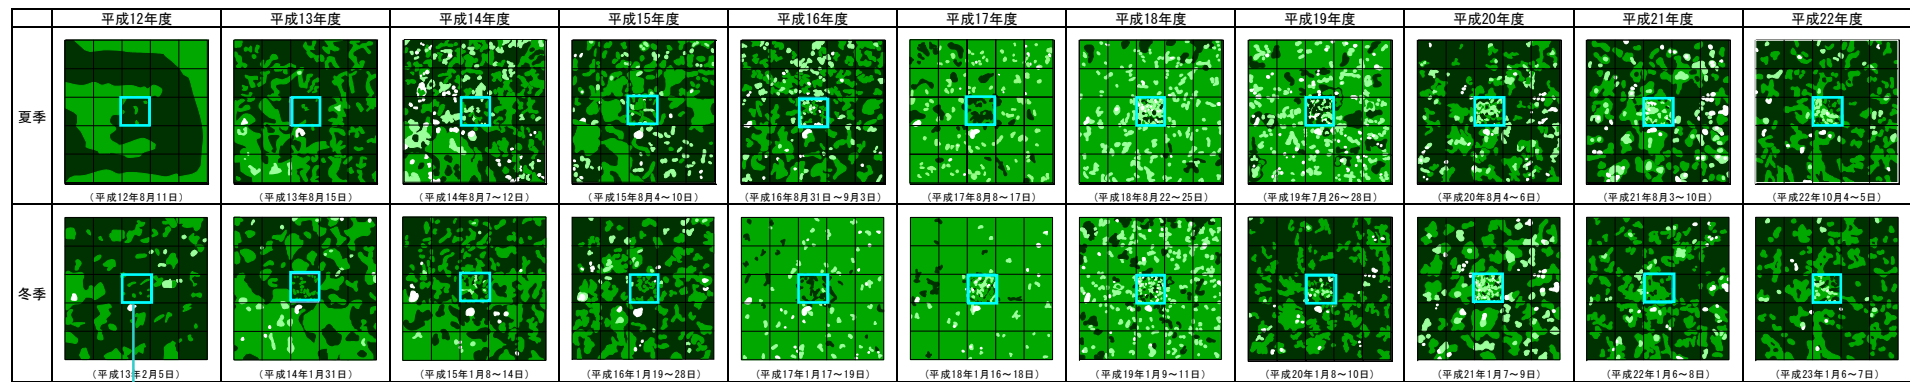 平成12年度 平成13年度 平成14年度 平成15年度 平成16年度 平成17年度 平成18年度 平成19年度 平成20年度 平成21年度 平成22年度
夏季
（平成12年8月11日） （平成13年8月15日） （平成14年8月7～12日） （平成15年8月4～10日） （平成16年8月31日～9月3日） （平成17年8月8～17日） （平成18年8月22～25日） （平成19年7月26～28日） （平成20年8月4～6日） （平成21年8月3～10日） （平成22年10月4～5日）
冬季
（平成13年2月5日） （平成14年1月31日） （平成15年1月8～14日） （平成16年1月19～28日） （平成17年1月17～19日） （平成18年1月16～18日） （平成19年1月9～11日） （平成20年1月8～10日） （平成21年1月7～9日） （平成22年1月6～8日） （平成23年1月6～7日）